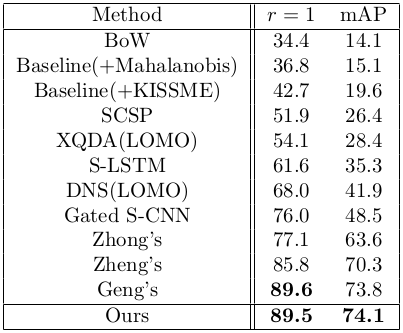 Method r = 1 mAP
BoW 34.4 14.1
Baseline(+Mahalanobis) 36.8 15.1
Baseline(+KISSME) 42.7 19.6
SCSP 51.9 26.4
XQDA(LOMO) 54.1 28.4
S-LSTM 61.6 35.3
DNS(LOMO) 68.0 41.9
Gated S-CNN 76.0 48.5
Zhong's 77.1 63.6
Zheng's 85.8 70.3
Geng's 89.6 73.8
Ours 89.5 74.1